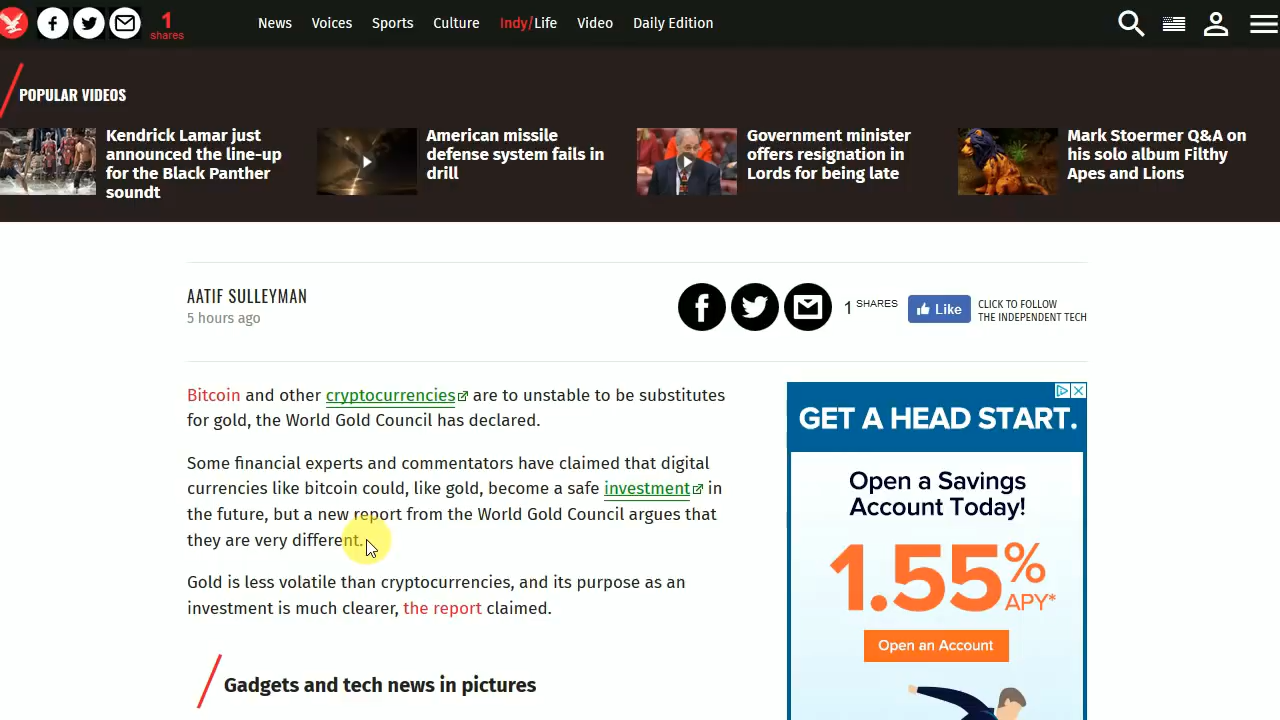 1
shares
News Voices Sports Culture Indy/Life Video Daily Edition
POPULAR VIDEOS
Kendrick Lamar just
announced the line-up
for the Black Panther
soundt
American missile
defense system fails in
drill
Government minister
offers resignation in
Lords for being late
Mark Stoermer Q&A on
his solo album Filthy
Apes and Lions
AATIF SULLEYMAN
5 hours ago
1 SHARES
Like
CLICK TO FOLLOW
THE INDEPENDENT TECH
Bitcoin and other cryptocurrencies are to unstable to be substitutes
for gold, the World Gold Council has declared.
Some financial experts and commentators have claimed that digital
currencies like bitcoin could, like gold, become a safe investment in
the future, but a new report from the World Gold Council argues that
they are very different.
Gold is less volatile than cryptocurrencies, and its purpose as an
investment is much clearer, the report claimed.
Gadgets and tech news in pictures
GET A HEAD START.
Open a Savings
Account Today!
1.55%
APY*
Open an Account